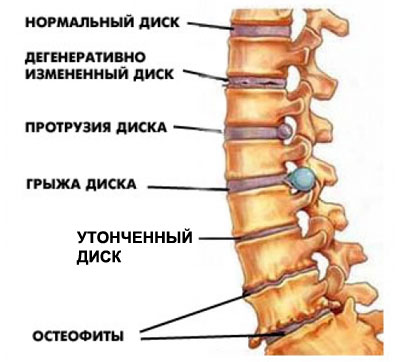 НОРМАЛЬНЫЙ ДИСК
ДЕГЕНЕРАТИВНО
ИЗМЕНЕННЫЙ ДИСК
ПРОТРУЗИЯ ДИСКА
ГРЫЖА ДИСКА
УТОНЧЕННЫЙ
ДИСК
ОСТЕОФИТЫ